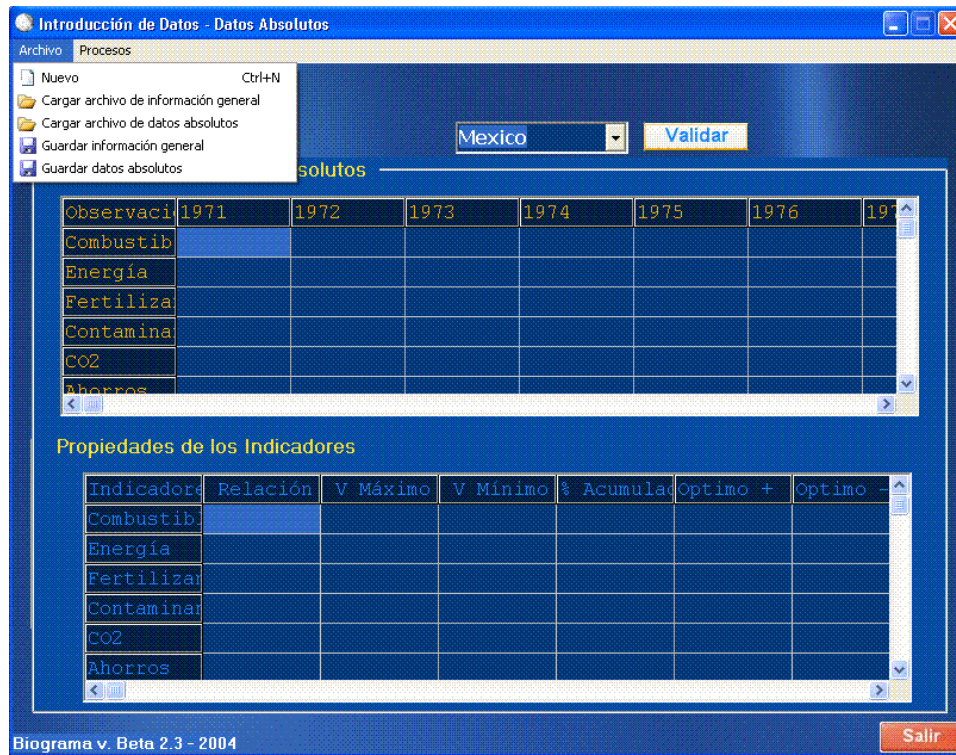 Introducción de Datos - Datos Absolutos
Archivo Procesos
Nuevo Ctrl+N
Cargar archivo de información general
Cargar archivo de datos absolutos
Guardar información general
Guardar datos absolutos
Mexico Validar
solutos
Observaci 1971 1972 1973 1974 1975 1976 197
Combustib
Energía
Fertiliza
Contamina
CO2
Ahorros
Propiedades de los Indicadores
Indicadore Relación V Máximo V Mínimo % Acumulad Optimo + Optimo -
Combustib
Energía
Fertilizar
Contaminar
CO2
Ahorros
Biograma v. Beta 2.3 - 2004
Salir